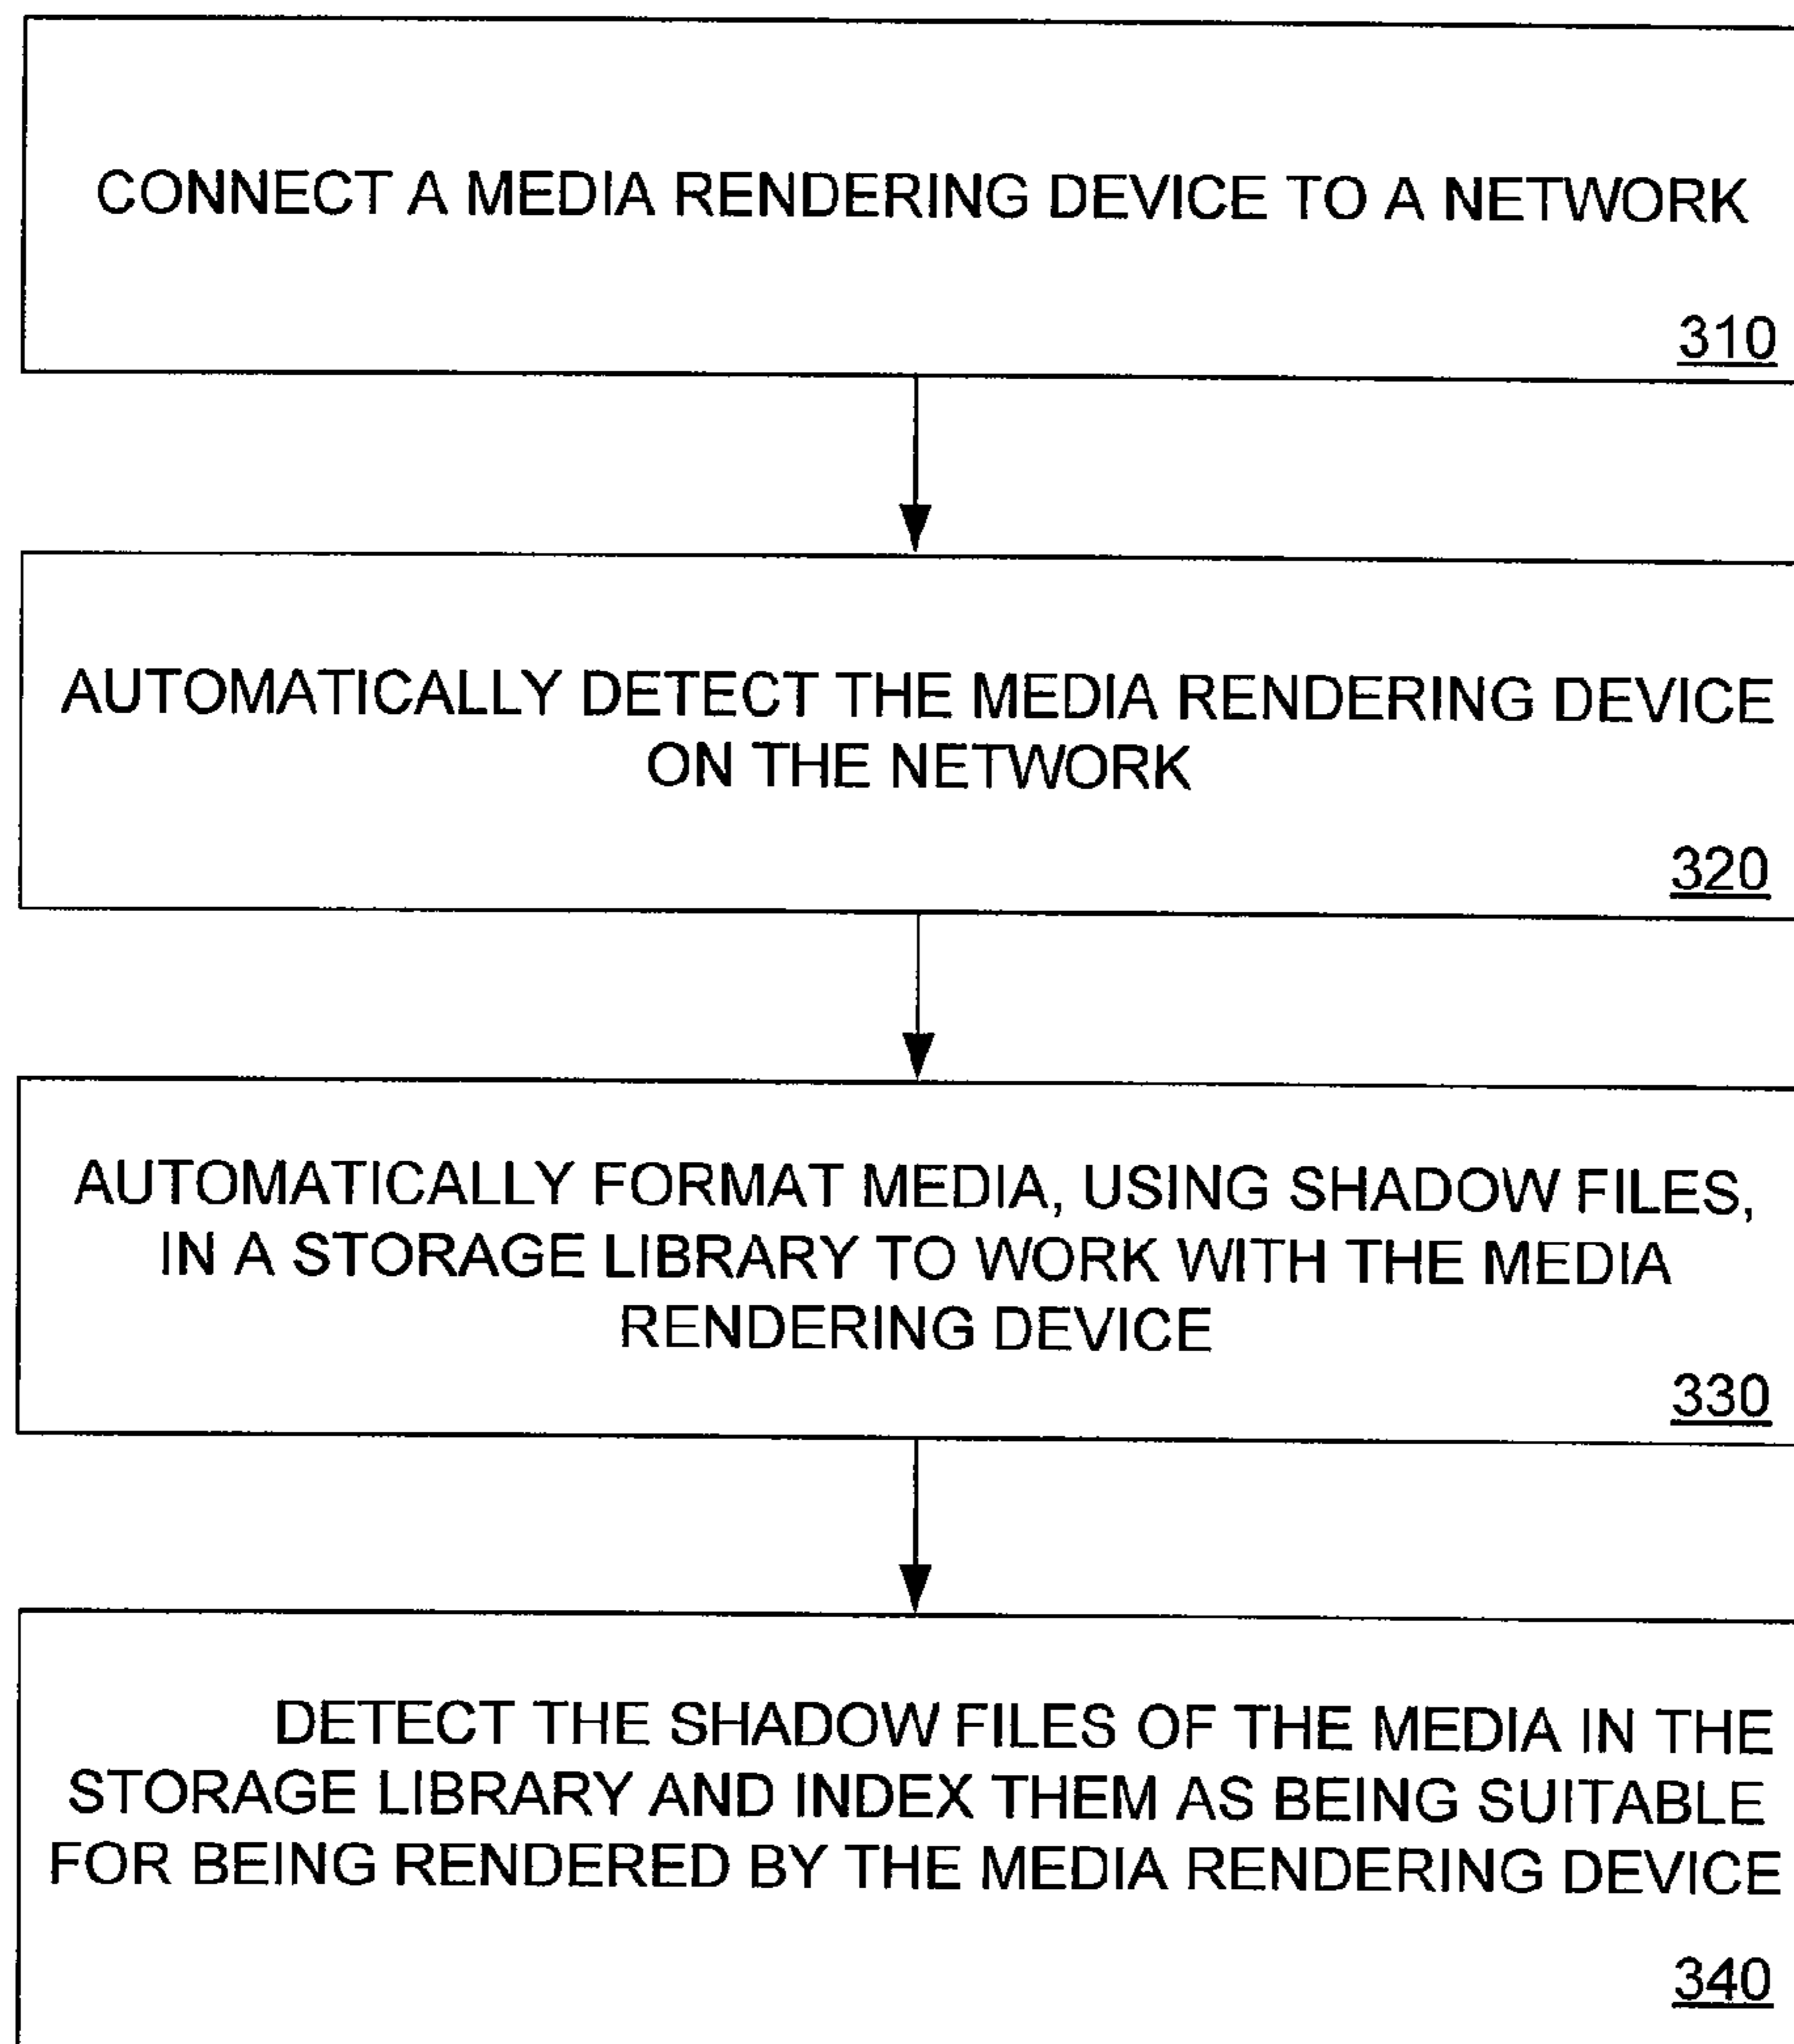 CONNECT A MEDIA RENDERING DEVICE TO A NETWORK
310
AUTOMATICALLY DETECT THE MEDIA RENDERING DEVICE
ON THE NETWORK
320
AUTOMATICALLY FORMAT MEDIA, USING SHADOW FILES,
IN A STORAGE LIBRARY TO WORK WITH THE MEDIA
RENDERING DEVICE
330
DETECT THE SHADOW FILES OF THE MEDIA IN THE
STORAGE LIBRARY AND INDEX THEM AS BEING SUITABLE
FOR BEING RENDERED BY THE MEDIA RENDERING DEVICE
340